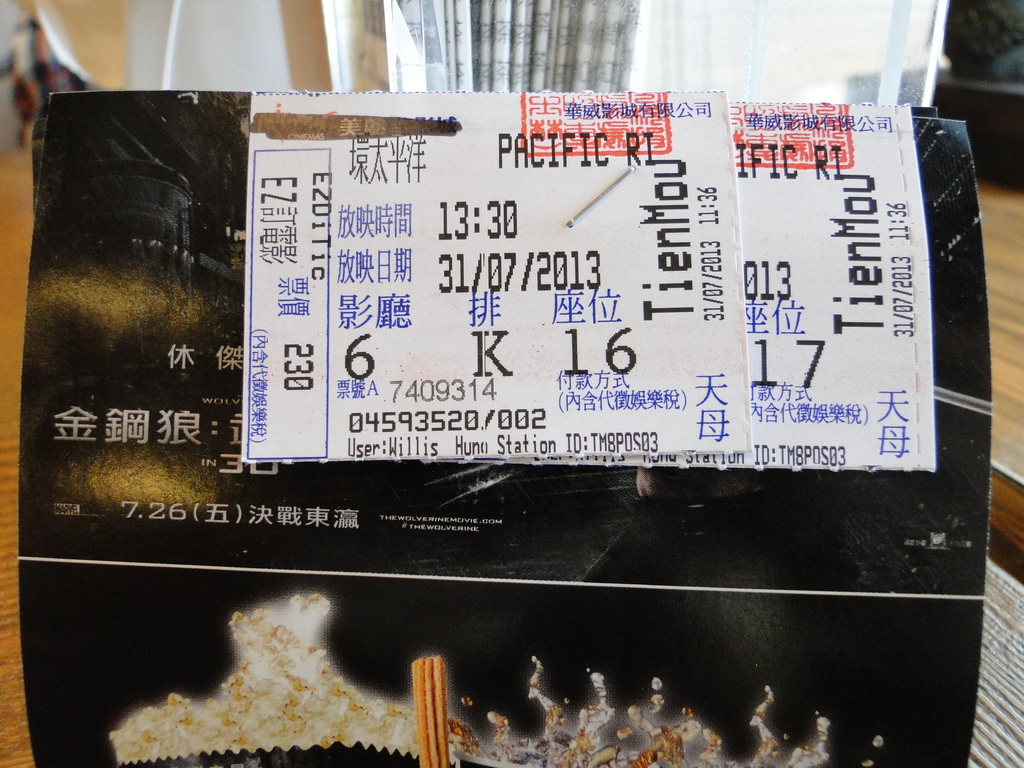 華威影城有限公司
華威影城有限公司
環太平洋
PACIFIC RI
IFIC RI
EZ訂電影
EZDiTic
票價
230
(內含代徵娛樂稅)
放映時間 13:30
放映日期 31/07/2013
影廳 排 座位
6 K 16
票號A 7409314
付款方式
(內含代徵娛樂稅)
04593520/002
User:Willis Hung Station ID:TM8POS03
TienMou
31/07/2013 11:36
天母
013
座位
17
付款方式
內含代徵娛樂稅)
Hung Station ID:TM8POS03
TienMou
31/07/2013 11:36
天母
休 傑
WOLV
金鋼狼:
IN 3D
MARVEL
7.26(五)決戰東瀛
THEWOLVERINEMOVIE.COM
#THEWOLVERINE